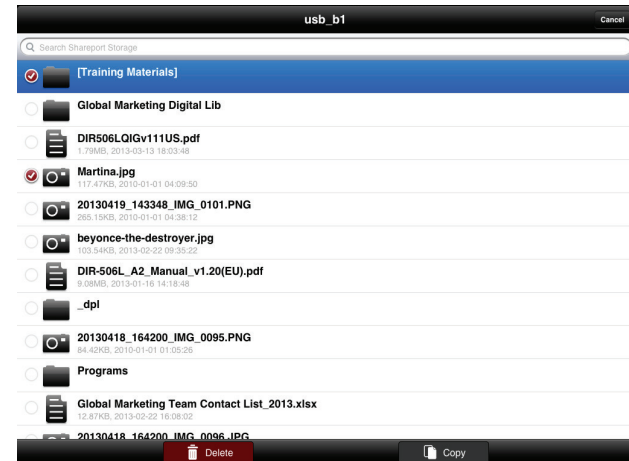 usb_b1
Cancel
Search Shareport Storage
[Training Materials]
Global Marketing Digital Lib
DIR506LQIGv111US.pdf
1.79MB, 2013-03-13 18:03:48
Martina.jpg
117.47KB, 2010-01-01 04:09:50
20130419_143348_IMG_0101.PNG
265.15KB, 2010-01-01 04:38:12
beyonce-the-destroyer.jpg
103.54KB, 2013-02-22 09:35:22
DIR-506L_A2_Manual_v1.20(EU).pdf
9.08MB, 2013-01-16 14:18:48
_dpl
20130418_164200_IMG_0095.PNG
84.42KB, 2010-01-01 01:05:26
Programs
Global Marketing Team Contact List_2013.xlsx
12.87KB, 2013-02-22 16:08:02
20130418_164200_IMG_0096.JPG
Delete
Copy